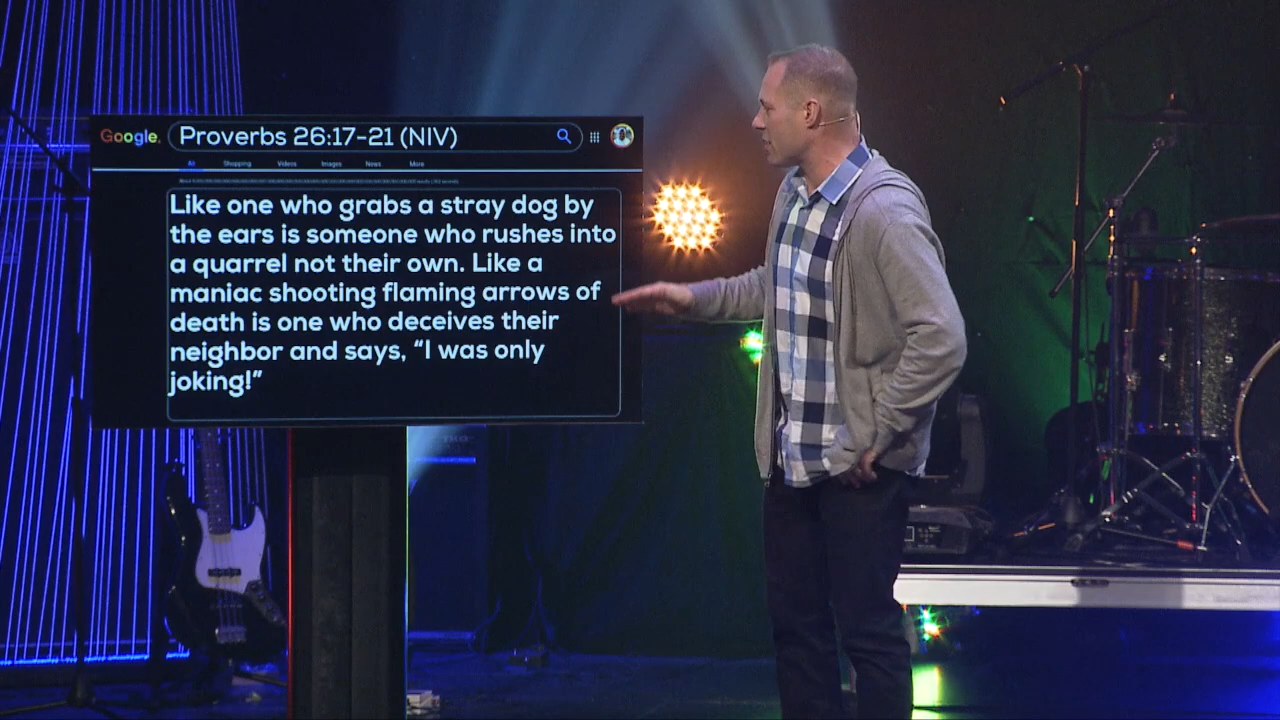 Google.
Proverbs 26:17-21 (NIV)
All Shopping Videos Images News More
Like one who grabs a stray dog by
the ears is someone who rushes into
a quarrel not their own. Like a
maniac shooting flaming arrows of
death is one who deceives their
neighbor and says, “I was only
joking!”